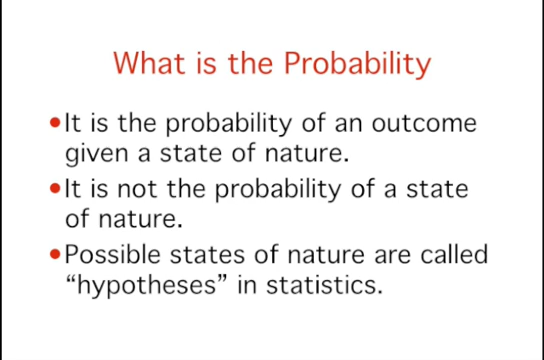 What is the Probability
•It is the probability of an outcome
given a state of nature.
•It is not the probability of a state
of nature.
•Possible states of nature are called
“hypotheses” in statistics.